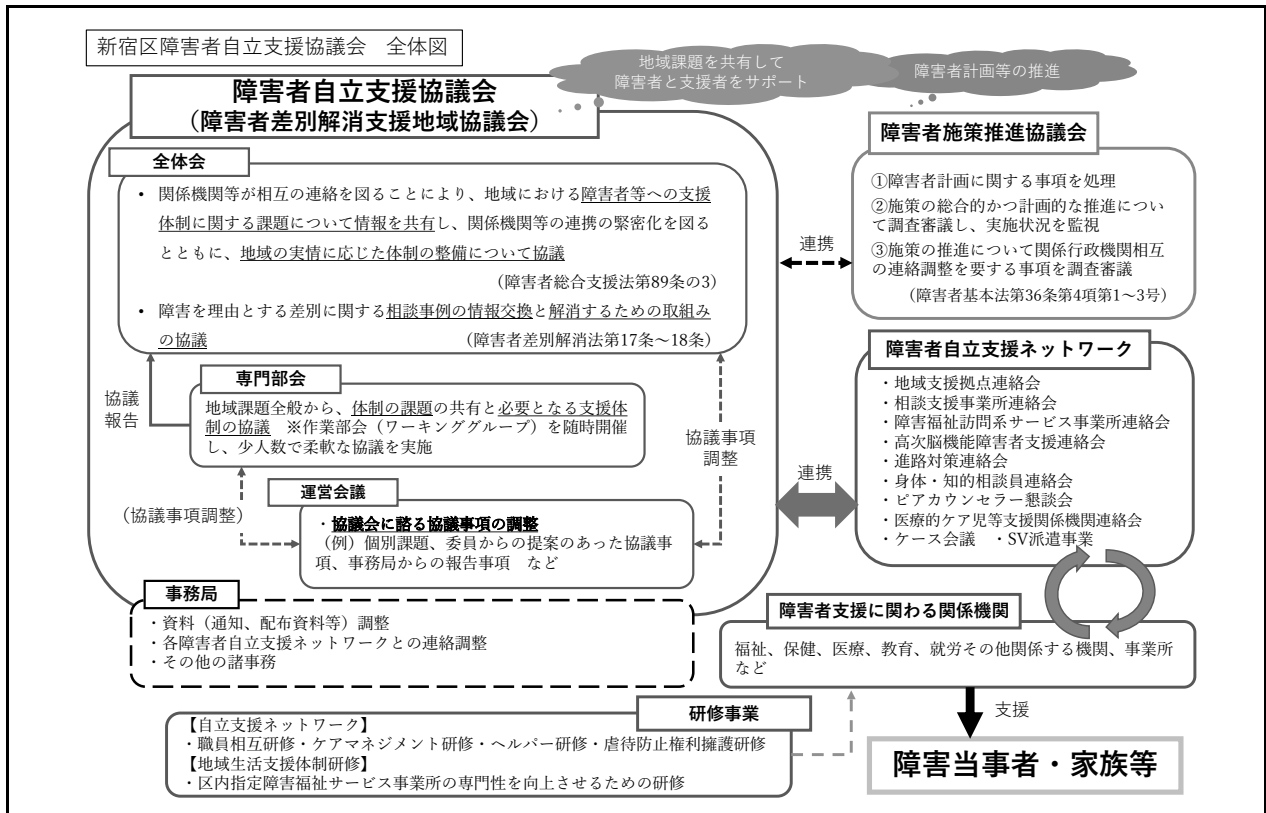 新宿区障害者自立支援協議会　全体図
地域課題を共有して
障害者と支援者をサポート
障害者計画等の推進
障害者自立支援協議会
（障害者差別解消支援地域協議会）
全体会
• 関係機関等が相互の連絡を図ることにより、地域における障害者等への支援
体制に関する課題について情報を共有し、関係機関等の連携の緊密化を図る
とともに、地域の実情に応じた体制の整備について協議
（障害者総合支援法第89条の3）
• 障害を理由とする差別に関する相談事例の情報交換と解消するための取組み
の協議　（障害者差別解消法第17条～18条）
協議
報告
専門部会
地域課題全般から、体制の課題の共有と必要となる支援体
制の協議　※作業部会（ワーキンググループ）を随時開催
し、少人数で柔軟な協議を実施
協議事項
調整
（協議事項調整）
運営会議
・協議会に諮る協議事項の調整
（例）個別課題、委員からの提案のあった協議事
項、事務局からの報告事項　など
事務局
・資料（通知、配布資料等）調整
・各障害者自立支援ネットワークとの連絡調整
・その他の諸事務
連携
障害者施策推進協議会
①障害者計画に関する事項を処理
②施策の総合的かつ計画的な推進につい
て調査審議し、実施状況を監視
③施策の推進について関係行政機関相互
の連絡調整を要する事項を調査審議
（障害者基本法第36条第4項第1～3号）
連携
障害者自立支援ネットワーク
・地域支援拠点連絡会
・相談支援事業所連絡会
・障害福祉訪問系サービス事業所連絡会
・高次脳機能障害者支援連絡会
・進路対策連絡会
・身体・知的相談員連絡会
・ピアカウンセラー懇談会
・医療的ケア児等支援関係機関連絡会
・ケース会議　・SV派遣事業
障害者支援に関わる関係機関
福祉、保健、医療、教育、就労その他関係する機関、事業所
など
研修事業
【自立支援ネットワーク】
・職員相互研修・ケアマネジメント研修・ヘルパー研修・虐待防止権利擁護研修
【地域生活支援体制研修】
・区内指定障害福祉サービス事業所の専門性を向上させるための研修
支援
障害当事者・家族等